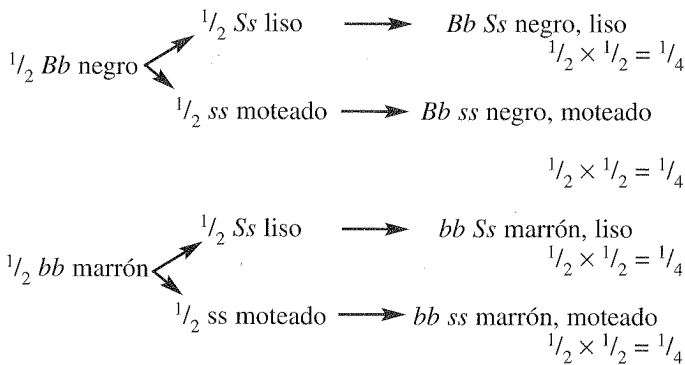 1/2 Ss liso → Bb Ss negro, liso
1/2 × 1/2 = 1/4
1/2 Bb negro
1/2 ss moteado → Bb ss negro, moteado
1/2 × 1/2 = 1/4
1/2 Ss liso → bb Ss marrón, liso
1/2 × 1/2 = 1/4
1/2 bb marrón
1/2 ss moteado → bb ss marrón, moteado
1/2 × 1/2 = 1/4